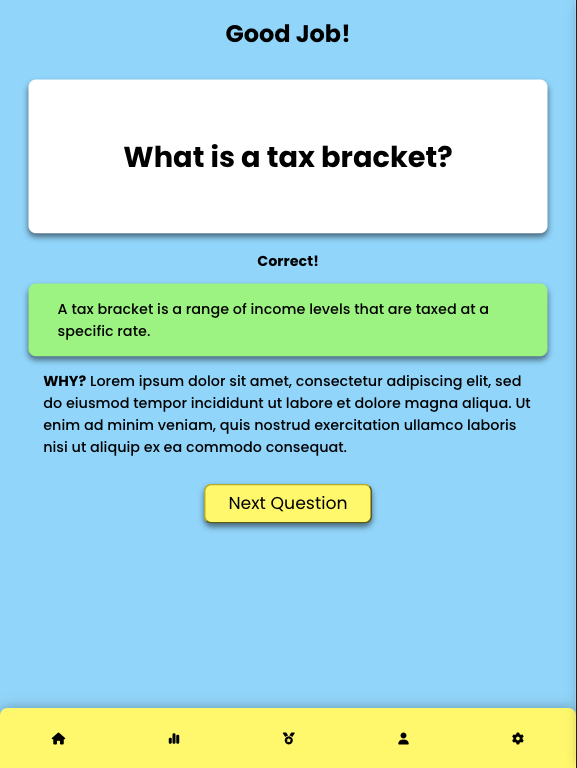 Good Job!
What is a tax bracket?
Correct!
A tax bracket is a range of income levels that are taxed at a
specific rate.
WHY? Lorem ipsum dolor sit amet, consectetur adipiscing elit, sed
do eiusmod tempor incididunt ut labore et dolore magna aliqua. Ut
enim ad minim veniam, quis nostrud exercitation ullamco laboris
nisi ut aliquip ex ea commodo consequat.
Next Question